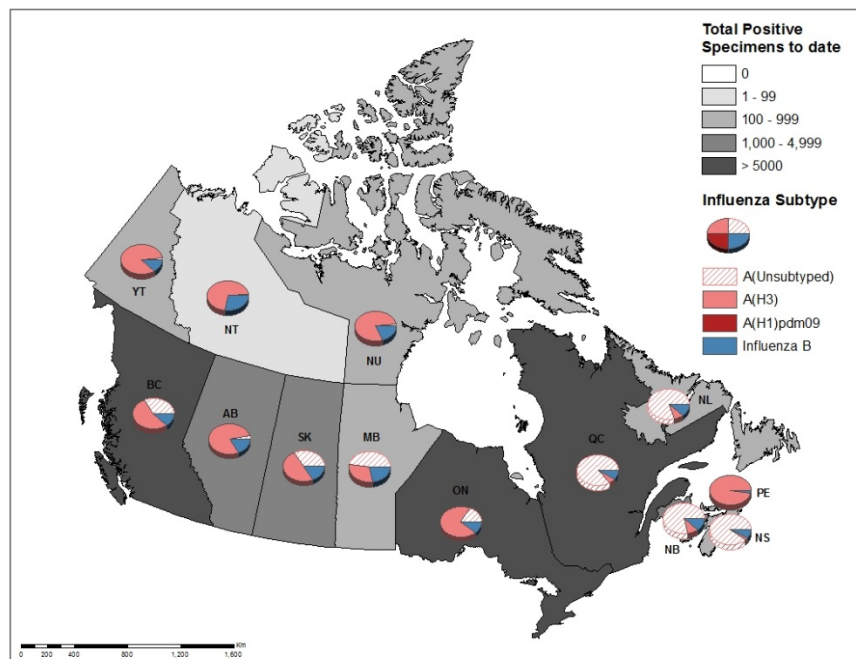 Total Positive
Specimens to date
0
1 - 99
100 - 999
1,000 - 4,999
> 5000
Influenza Subtype
A(Unsubtyped)
A(H3)
A(H1)pdm09
Influenza B
YT
NT
NU
BC
AB
SK
MB
ON
QC
NL
PE
NB
NS
Km
0 200 400 800 1,200 1,600